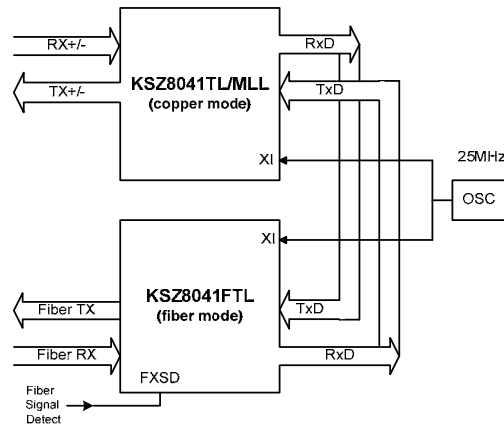 RX+/-
TX+/-
KSZ8041TL/MLL
(copper mode)
RxD
TxD
XI
25MHz
OSC
XI
KSZ8041FTL
(fiber mode)
Fiber TX
TxD
Fiber RX
RxD
FXSD
Fiber
Signal
Detect